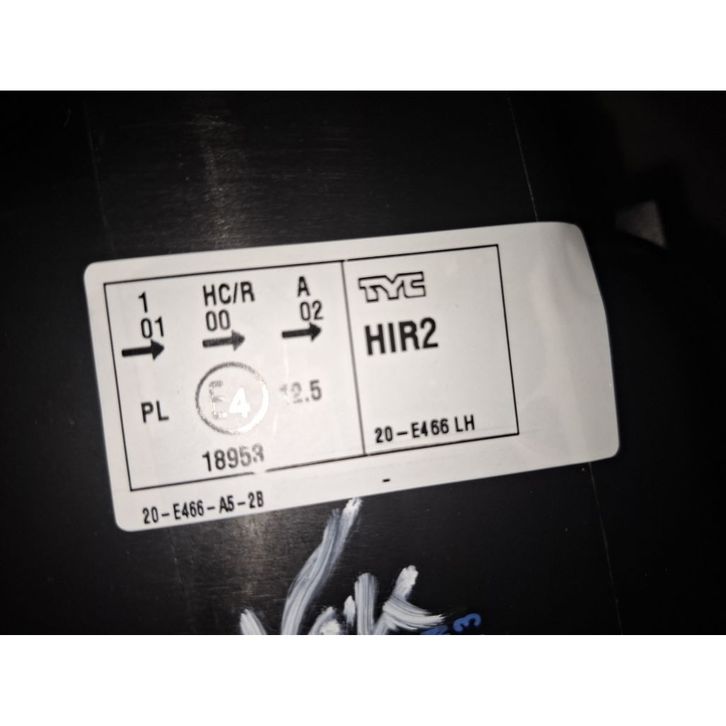 1 HC/R A
01 00 02
PL E4 12.5
18953
TYC
HIR2
20-E466 LH
20-E466-A5-2B